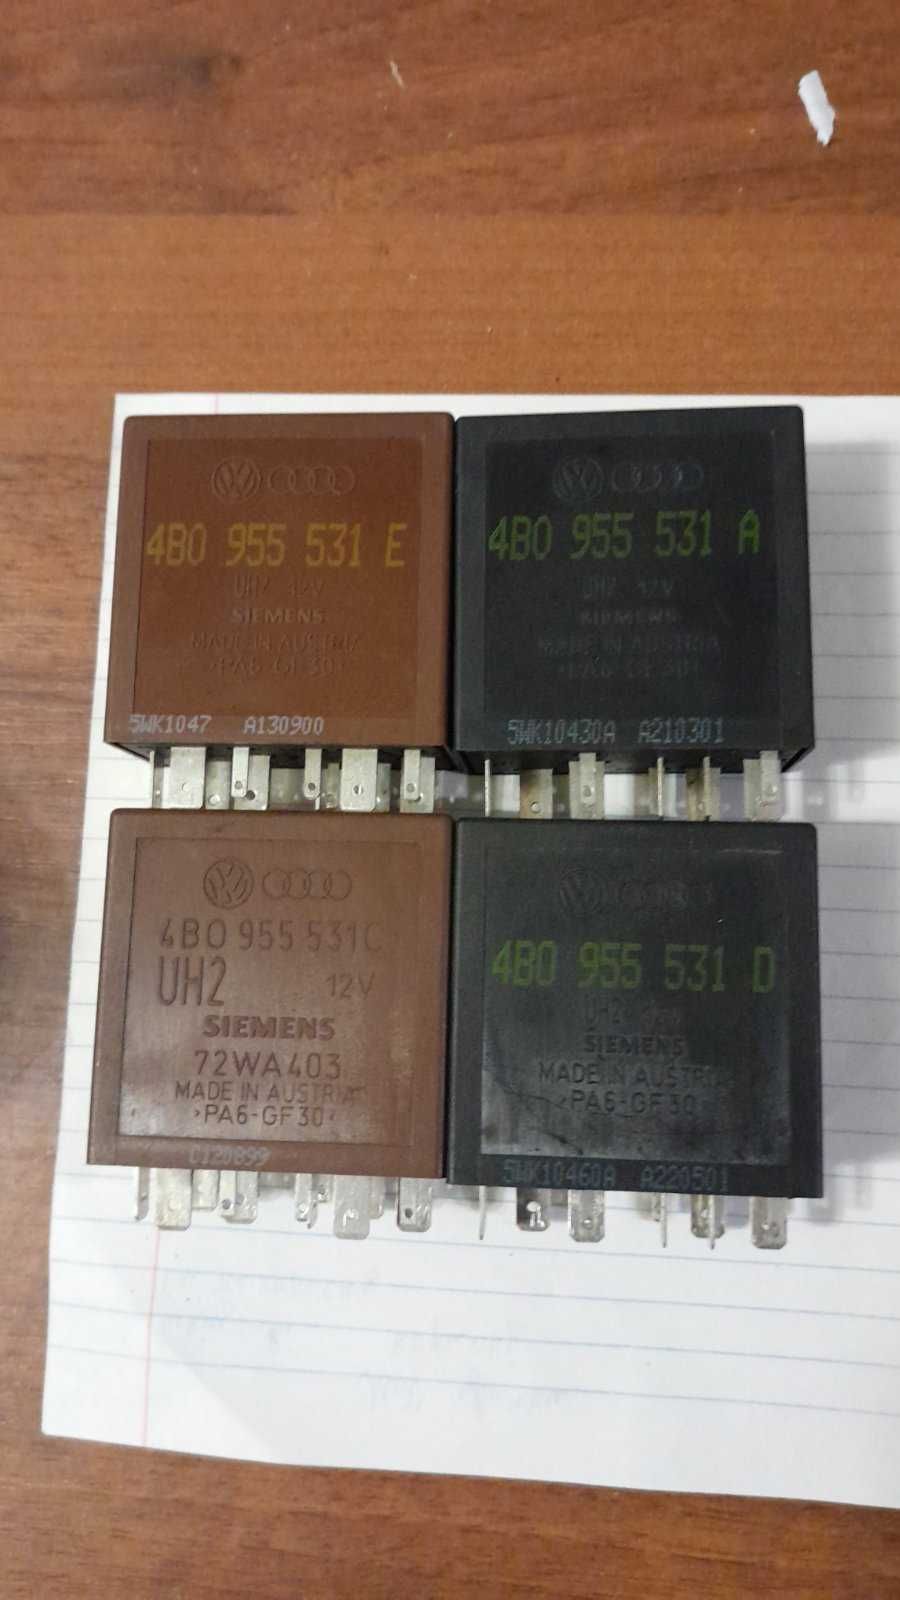 4B0 955 531 E
UH2 12V
SIEMENS
MADE IN AUSTRIA
>PA6-GF30<
5WK1047 A130900
4B0 955 531 A
UH2 12V
SIEMENS
MADE IN AUSTRIA
>PA6-GF30<
5WK10430A A210301
4B0 955 531C
UH2 12V
SIEMENS
72WA403
MADE IN AUSTRIA
>PA6-GF30<
C130899
4B0 955 531 D
UH2 12V
SIEMENS
MADE IN AUSTRIA
>PA6-GF30
5WK10460A A220501